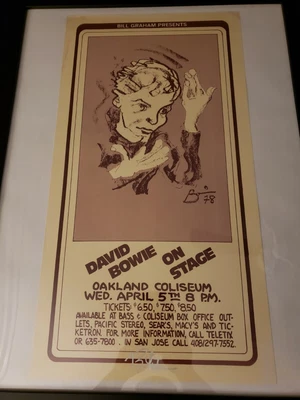 BILL GRAHAM PRESENTS
78
DAVID BOWIE ON STAGE
OAKLAND COLISEUM
WED. APRIL 5TH 8 P.M.
TICKETS: $6.50, $7.50, $8.50
AVAILABLE AT BASS & COLISEUM BOX OFFICE OUT-
LETS, PACIFIC STEREO, SEAR'S, MACY'S AND TIC-
KETRON. FOR MORE INFORMATION, CALL TELETIX
OR 635-7800. IN SAN JOSE CALL 408/297-7552.